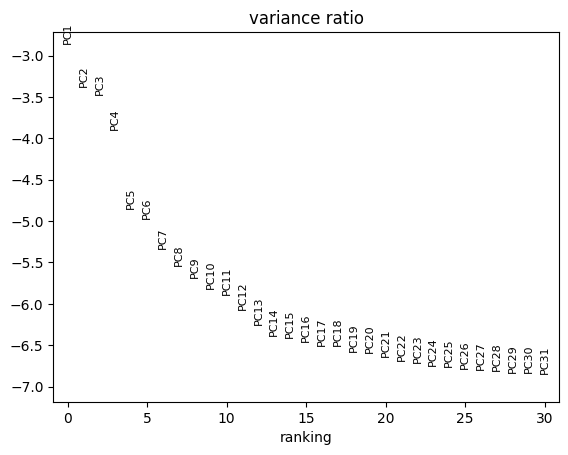 variance ratio
−3.0
−3.5
−4.0
−4.5
−5.0
−5.5
−6.0
−6.5
−7.0
PC1
PC2
PC3
PC4
PC5
PC6
PC7
PC8
PC9
PC10
PC11
PC12
PC13
PC14
PC15
PC16
PC17
PC18
PC19
PC20
PC21
PC22
PC23
PC24
PC25
PC26
PC27
PC28
PC29
PC30
PC31
0 5 10 15 20 25 30
ranking